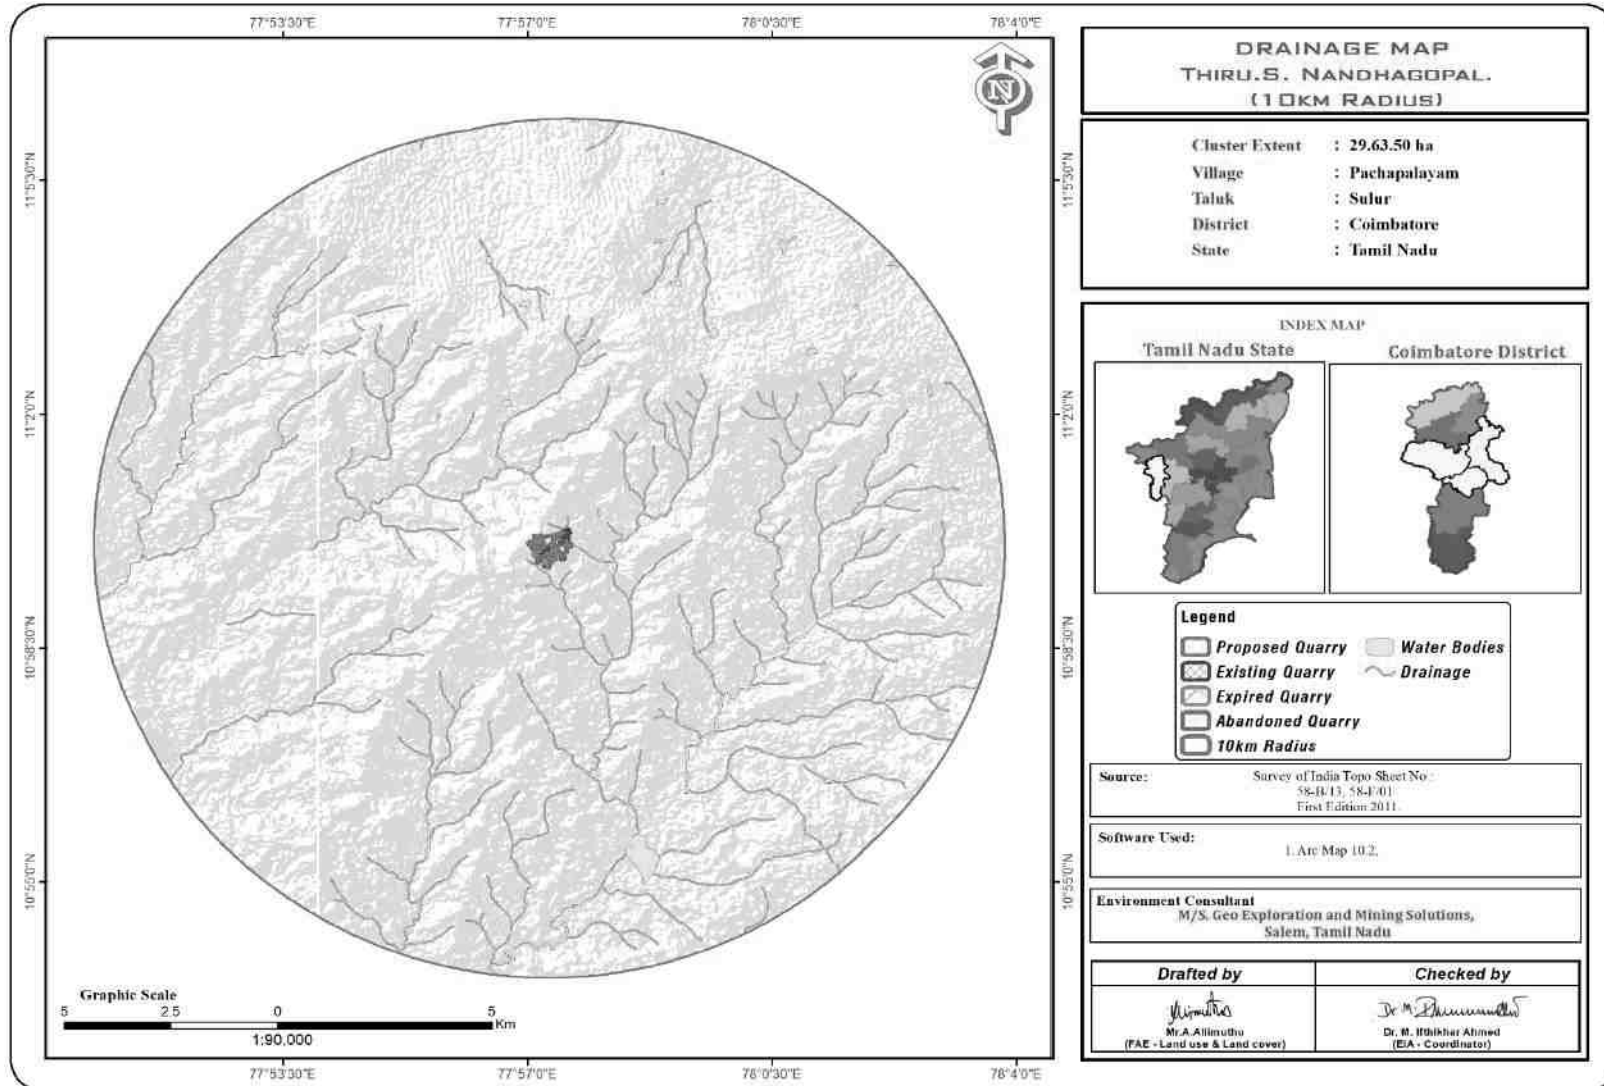 77°53'30"E 77°57'0"E 78°0'30"E 78°4'0"E
N
11°5'30"N 11°5'30"N
11°2'0"N 11°2'0"N
10°58'30"N 10°58'30"N
10°55'0"N 10°55'0"N
Graphic Scale
5 2.5 0 5
Km
1:90,000
77°53'30"E 77°57'0"E 78°0'30"E 78°4'0"E
DRAINAGE MAP
THIRU.S. NANDHAGOPAL.
(10KM RADIUS)
Cluster Extent : 29.63.50 ha
Village : Pachapalayam
Taluk : Sulur
District : Coimbatore
State : Tamil Nadu
INDEX MAP
Tamil Nadu State Coimbatore District
Legend
Proposed Quarry Water Bodies
Existing Quarry Drainage
Expired Quarry
Abandoned Quarry
10km Radius
Source: Survey of India Topo Sheet No :
58-B/13, 58-F/01
First Edition 2011.
Software Used:
1. Arc Map 10.2,
Environment Consultant
M/S. Geo Exploration and Mining Solutions,
Salem, Tamil Nadu
Drafted by Checked by
Mr.A.Allimuthu Dr. M. Ifthikhar Ahmed
(FAE - Land use & Land cover) (EIA - Coordinator)